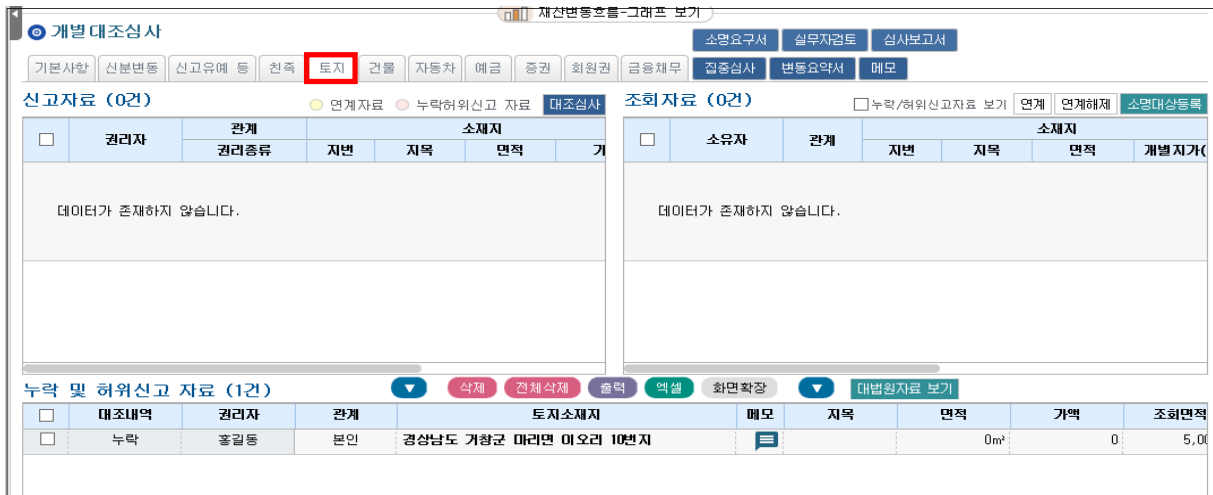 재산변동흐름-그래프 보기
개별대조심사
소명요구서 실무자검토 심사보고서
기본사항 신분변동 신고유예 등 친족 토지 건물 자동차 예금 증권 회원권 금융채무 집중심사 변동요약서 메모
신고자료 (0건) 연계자료 누락허위신고 자료 대조심사
조회자료 (0건) 누락/허위신고자료 보기 연계 연계해제 소명대상등록
권리자 관계 소재지
권리종류 지번 지목 면적 가
소유자 관계 소재지
지번 지목 면적 개별지가(
데이터가 존재하지 않습니다.
데이터가 존재하지 않습니다.
누락 및 허위신고 자료 (1건) 삭제 전체삭제 출력 엑셀 화면확장 대법원자료 보기
대조내역 권리자 관계 토지소재지 메모 지목 면적 가액 조회면적
누락 홍길동 본인 경상남도 거창군 마리면 이오리 10번지 0㎡ 0 5,00